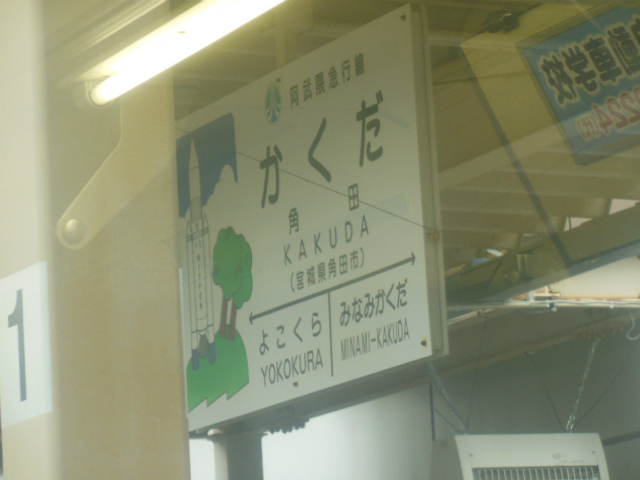 阿武隈急行線
かくだ
角田
KAKUDA
(宮城県角田市)
よこくら
YOKOKURA
みなみかくだ
MINAMI-KAKUDA
1